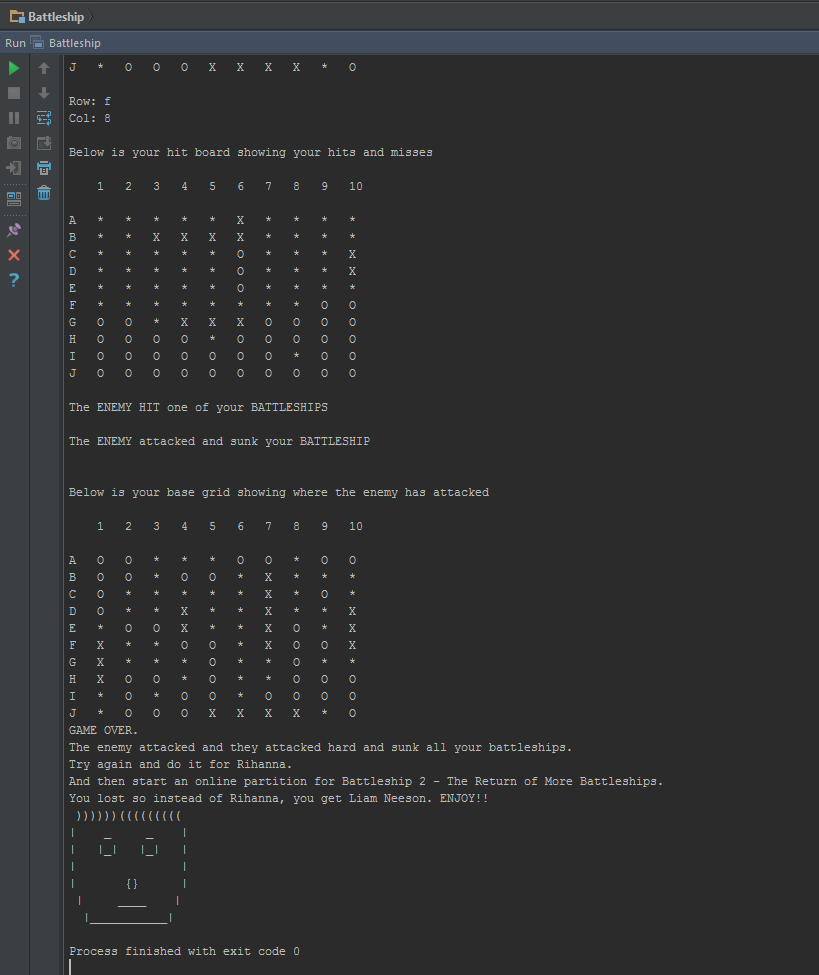 Battleship
Run Battleship
J * O O O X X X X * O
Row: f
Col: 8
Below is your hit board showing your hits and misses
1 2 3 4 5 6 7 8 9 10
A * * * * * X * * * *
B * * X X X X * * * *
C * * * * * O * * * X
D * * * * * O * * * X
E * * * * * O * * * *
F * * * * * * * * O O
G O O * X X X O O O O
H O O O O * O O O O O
I O O O O O O O * O O
J O O O O O O O O O O
The ENEMY HIT one of your BATTLESHIPS
The ENEMY attacked and sunk your BATTLESHIP
Below is your base grid showing where the enemy has attacked
1 2 3 4 5 6 7 8 9 10
A O O * * * O O * O O
B O O * O O * X * * *
C O * * * * * X * O *
D O * * X * * X * * X
E * O O X * * X O * X
F X * * O O * X O O X
G X * * * O * * O * *
H X O O * O * * O O O
I * O * O O * O O O O
J * O O O X X X X * O
GAME OVER.
The enemy attacked and they attacked hard and sunk all your battleships.
Try again and do it for Rihanna.
And then start an online partition for Battleship 2 - The Return of More Battleships.
You lost so instead of Rihanna, you get Liam Neeson. ENJOY!!
 ))))))(((((((((
|    _     _    |
|   |_|   |_|   |
|               |
|       {}      |
 |     ____    |
  |___________|
Process finished with exit code 0